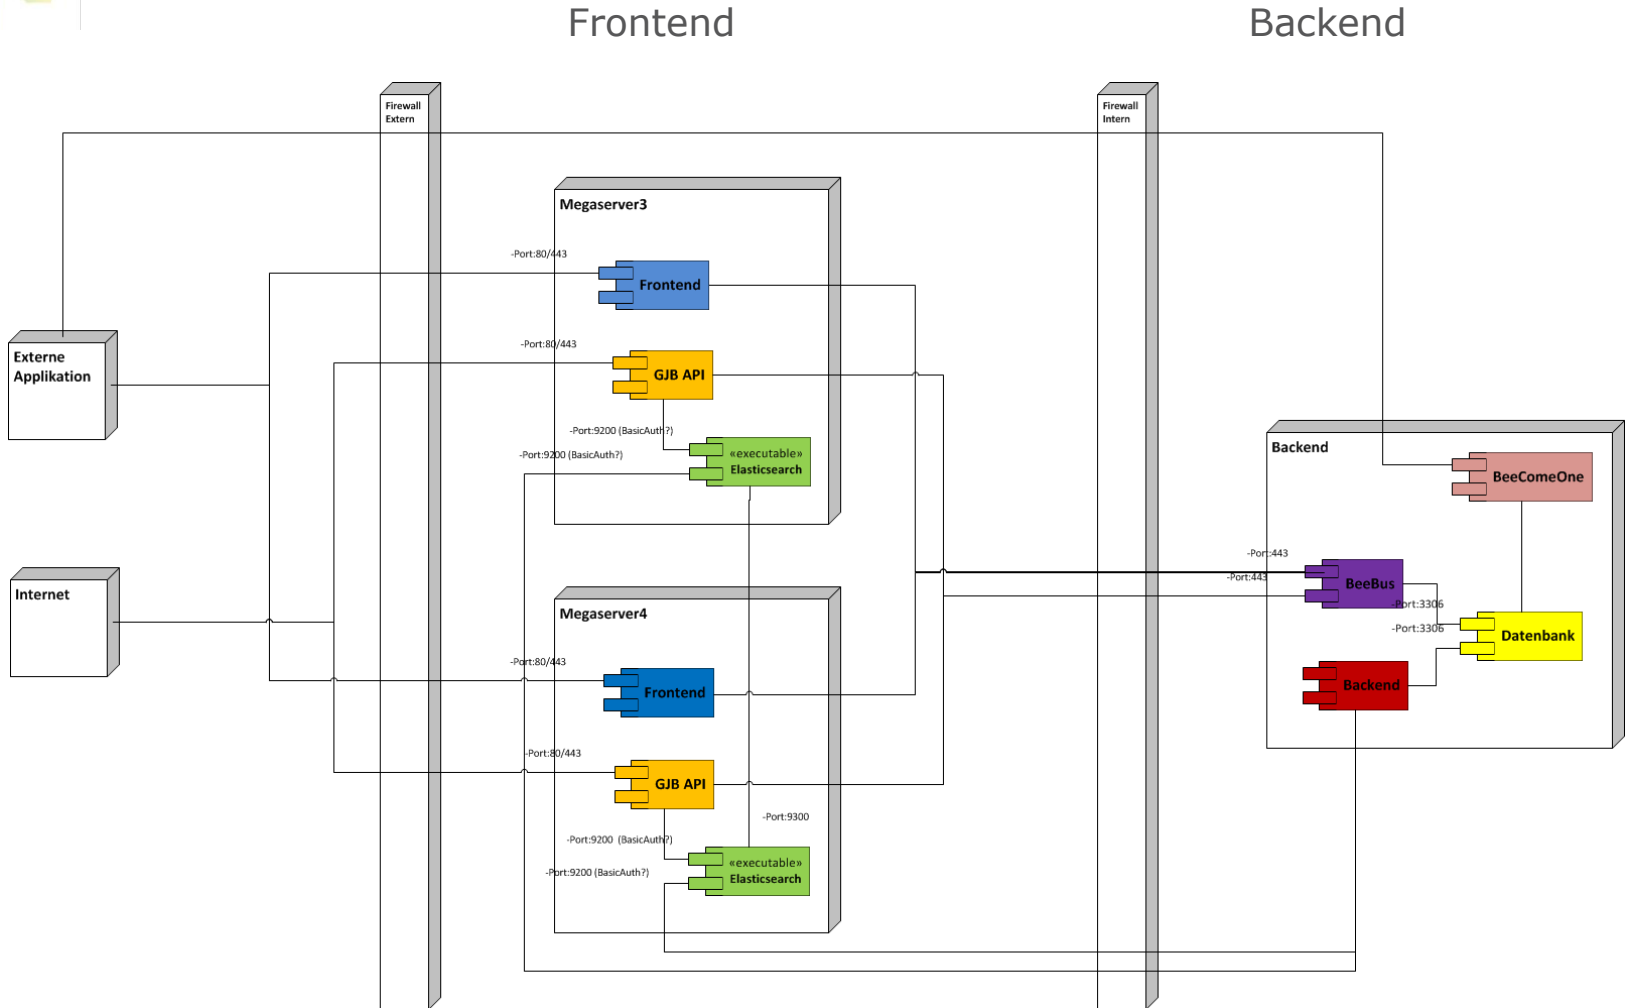 Frontend
Backend
Firewall
Extern
Firewall
Intern
Megaserver3
-Port:80/443
Frontend
-Port:80/443
GJB API
-Port:9200 (BasicAuth?)
-Port:9200 (BasicAuth?)
«executable»
Elasticsearch
Externe
Applikation
Internet
Megaserver4
-Port:80/443
Frontend
-Port:80/443
GJB API
-Port:9300
-Port:9200  (BasicAuth?)
-Port:9200 (BasicAuth?)
«executable»
Elasticsearch
Backend
BeeComeOne
-Port:443
-Port:443
BeeBus
-Port:3306
-Port:3306
Datenbank
Backend